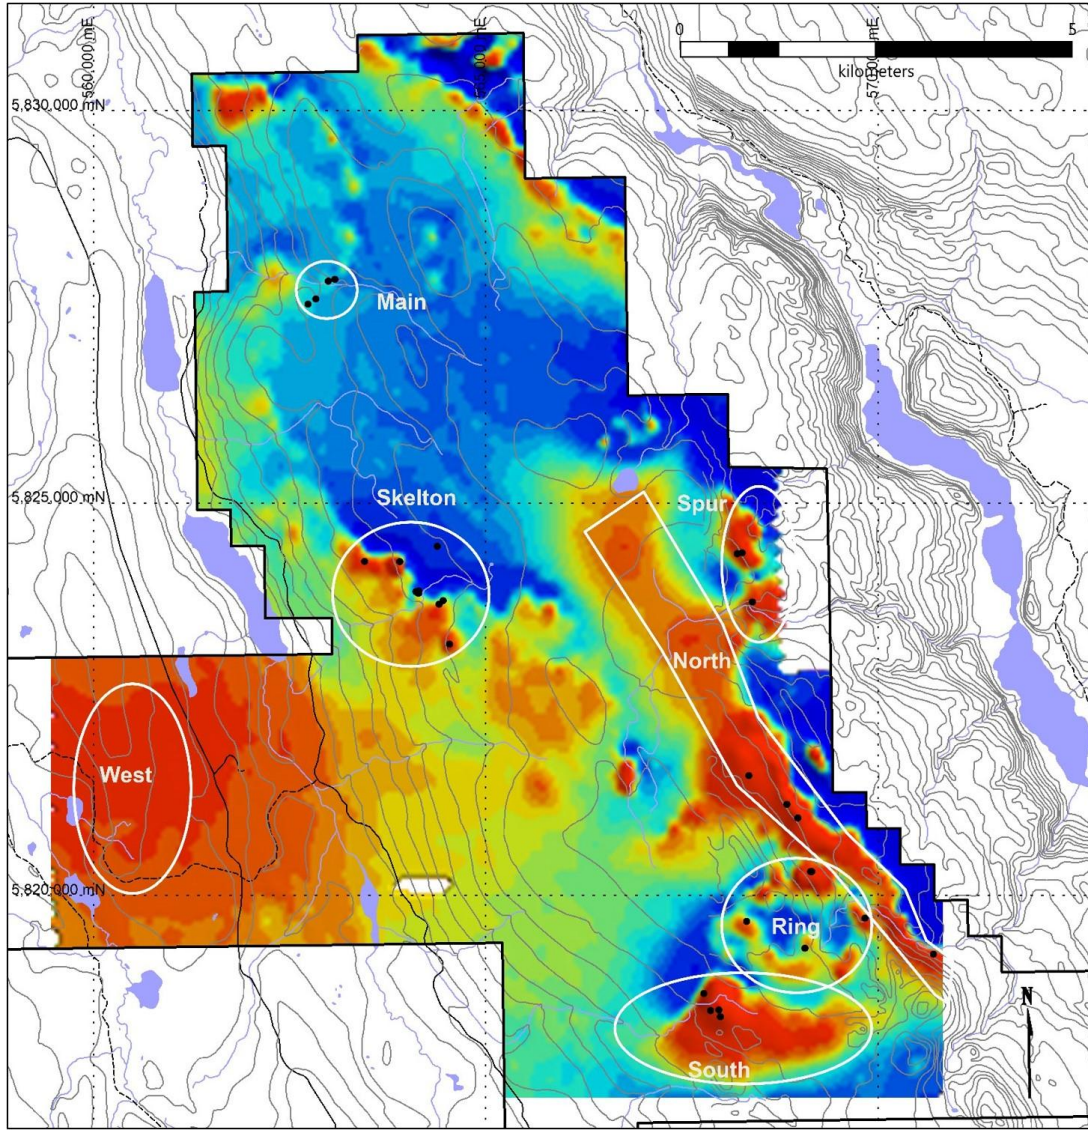 0 5
kilometers
560,000 mE
570,000 mE
5,830,000 mN
Main
Skelton
5,825,000 mN
Spur
North
West
5,820,000 mN
Ring
N
South